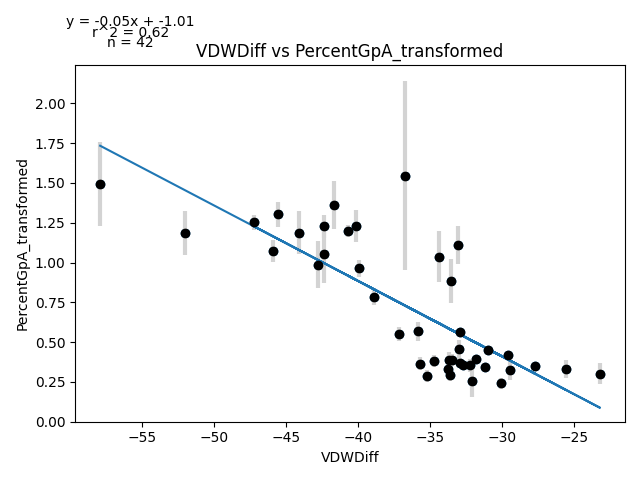 y = -0.05x + -1.01
r^2 = 0.62
n = 42
VDWDiff vs PercentGpA_transformed
PercentGpA_transformed
2.00
1.75
1.50
1.25
1.00
0.75
0.50
0.25
0.00
−55 −50 −45 −40 −35 −30 −25
VDWDiff